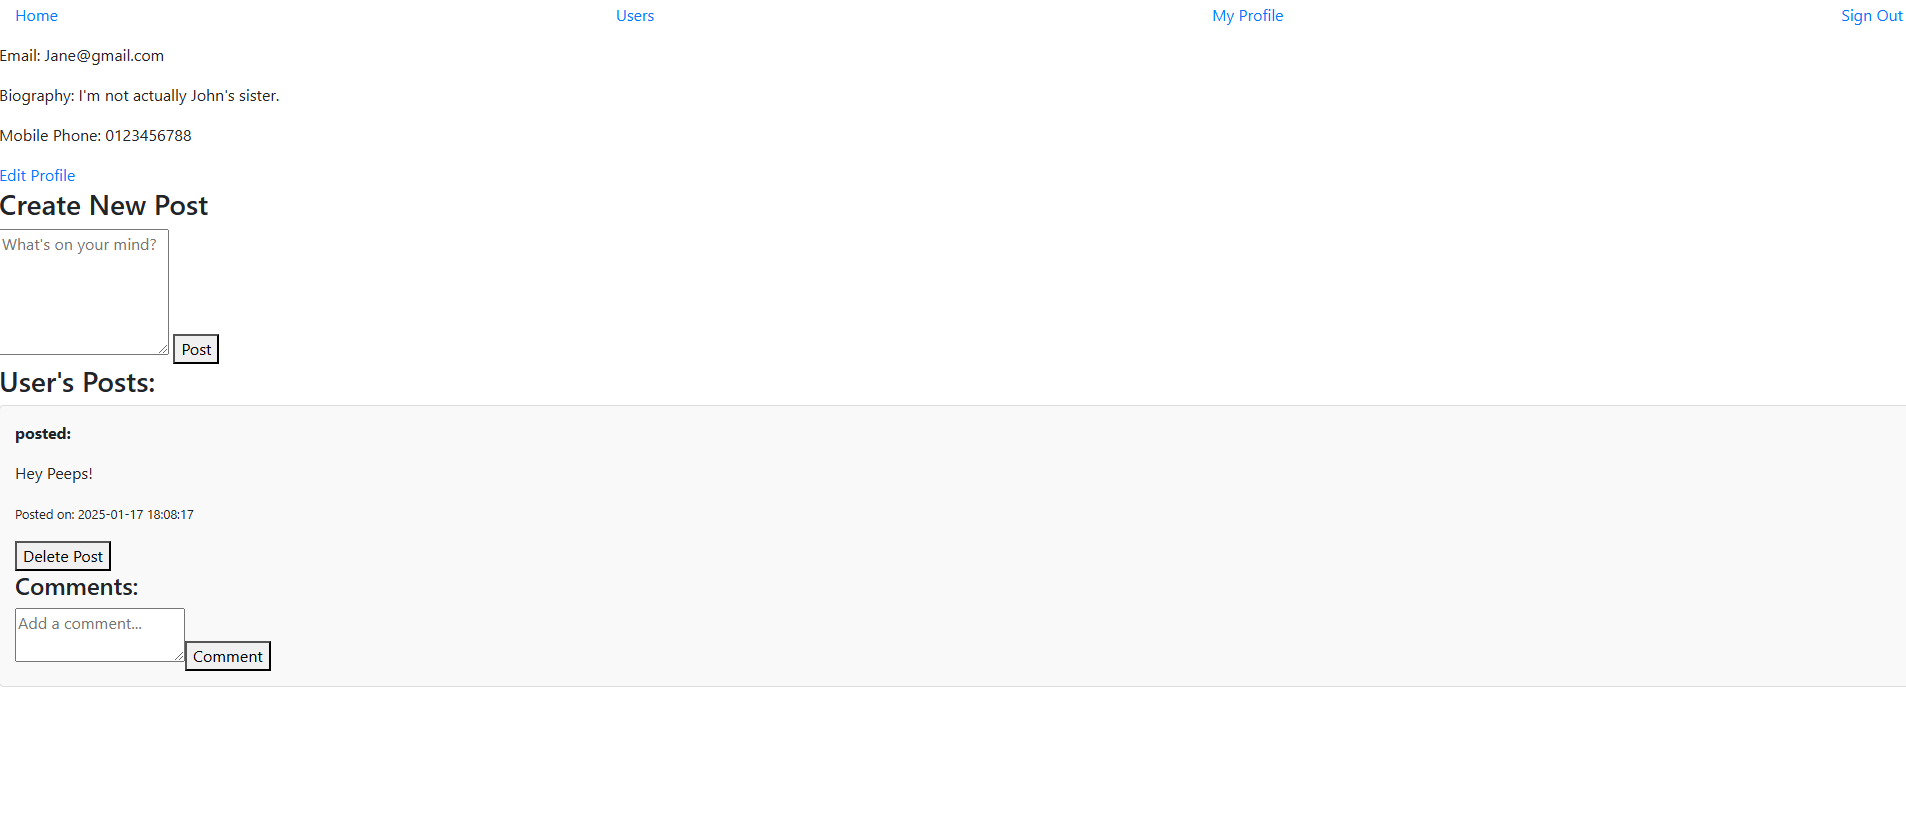 Home Users My Profile Sign Out
Email: Jane@gmail.com
Biography: I'm not actually John's sister.
Mobile Phone: 0123456788
Edit Profile
Create New Post
What's on your mind?
Post
User's Posts:
posted:
Hey Peeps!
Posted on: 2025-01-17 18:08:17
Delete Post
Comments:
Add a comment...
Comment